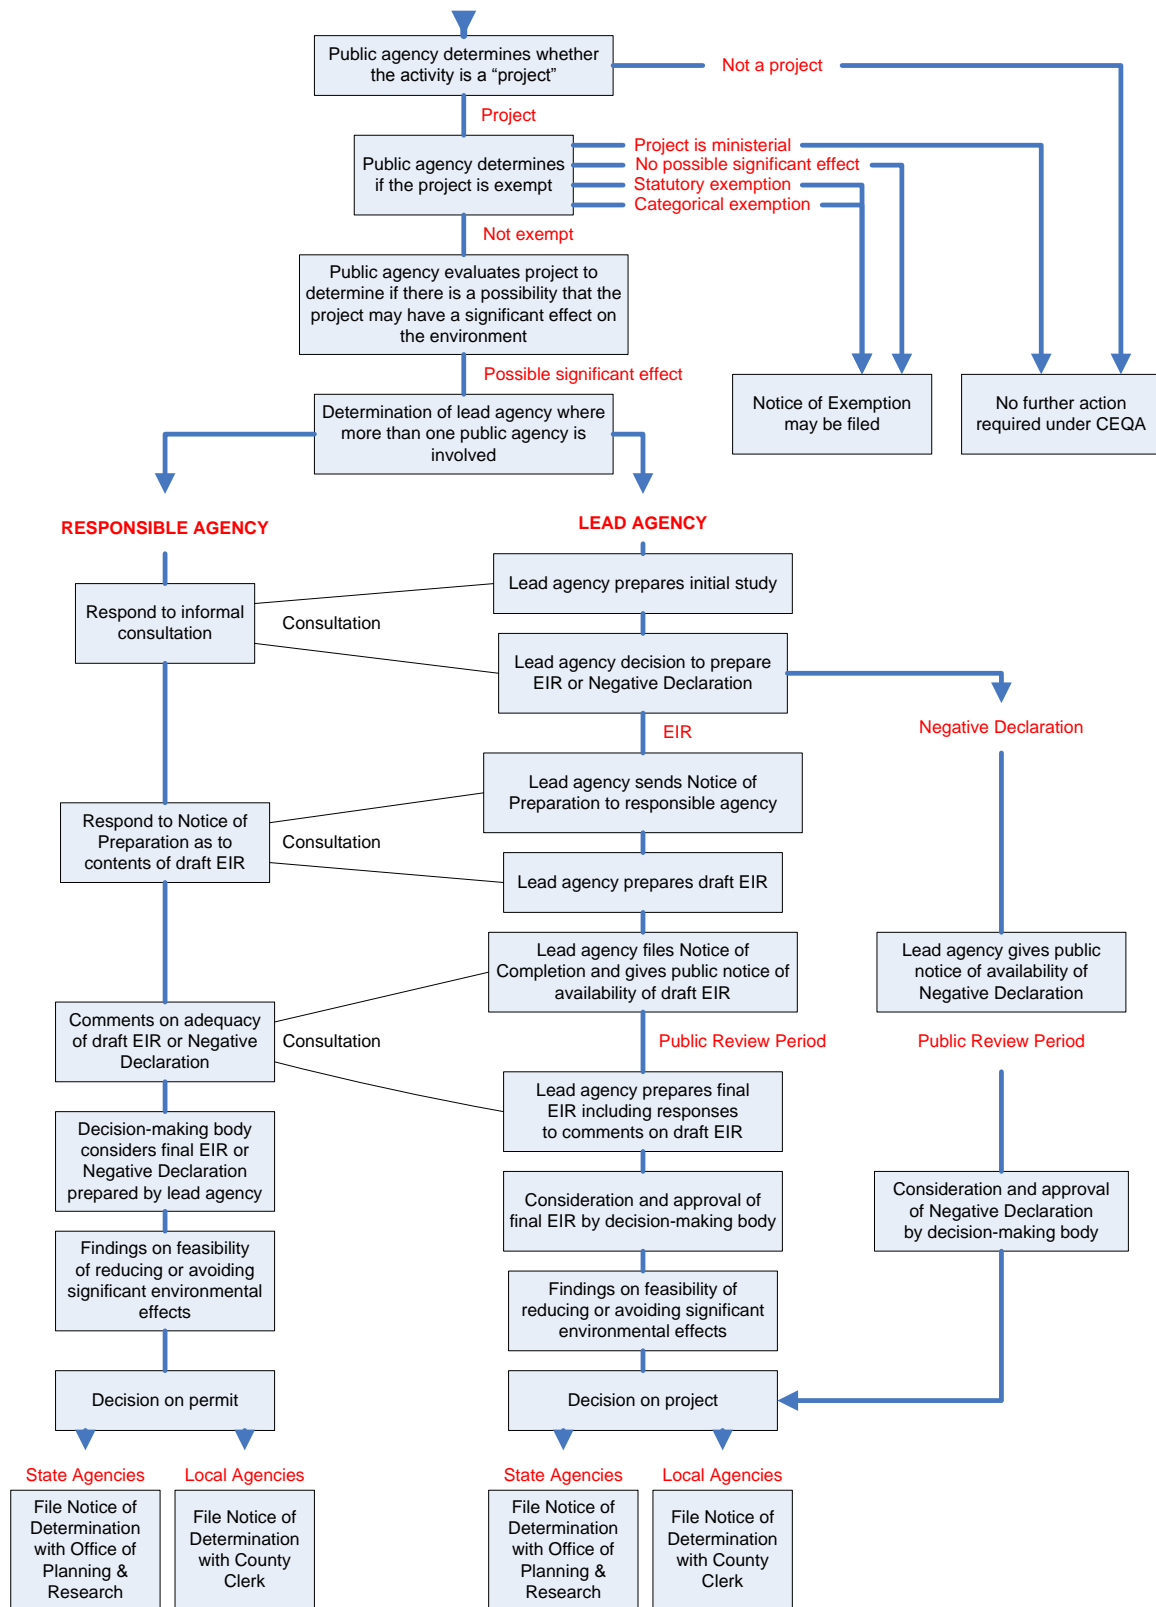 Public agency determines whether
the activity is a “project”
Not a project
Project
Public agency determines
if the project is exempt
Project is ministerial
No possible significant effect
Statutory exemption
Categorical exemption
Not exempt
Public agency evaluates project to
determine if there is a possibility that the
project may have a significant effect on
the environment
Possible significant effect
Notice of Exemption
may be filed
No further action
required under CEQA
Determination of lead agency where
more than one public agency is
involved
RESPONSIBLE AGENCY
LEAD AGENCY
Respond to informal
consultation
Consultation
Lead agency prepares initial study
Lead agency decision to prepare
EIR or Negative Declaration
EIR
Negative Declaration
Lead agency sends Notice of
Preparation to responsible agency
Respond to Notice of
Preparation as to
contents of draft EIR
Consultation
Lead agency prepares draft EIR
Lead agency files Notice of
Completion and gives public notice of
availability of draft EIR
Lead agency gives public
notice of availability of
Negative Declaration
Comments on adequacy
of draft EIR or Negative
Declaration
Consultation
Public Review Period
Public Review Period
Lead agency prepares final
EIR including responses
to comments on draft EIR
Decision-making body
considers final EIR or
Negative Declaration
prepared by lead agency
Consideration and approval of
final EIR by decision-making body
Consideration and approval
of Negative Declaration
by decision-making body
Findings on feasibility
of reducing or avoiding
significant environmental
effects
Findings on feasibility of
reducing or avoiding significant
environmental effects
Decision on permit
Decision on project
State Agencies
Local Agencies
State Agencies
Local Agencies
File Notice of
Determination
with Office of
Planning &
Research
File Notice of
Determination
with County
Clerk
File Notice of
Determination
with Office of
Planning &
Research
File Notice of
Determination
with County
Clerk